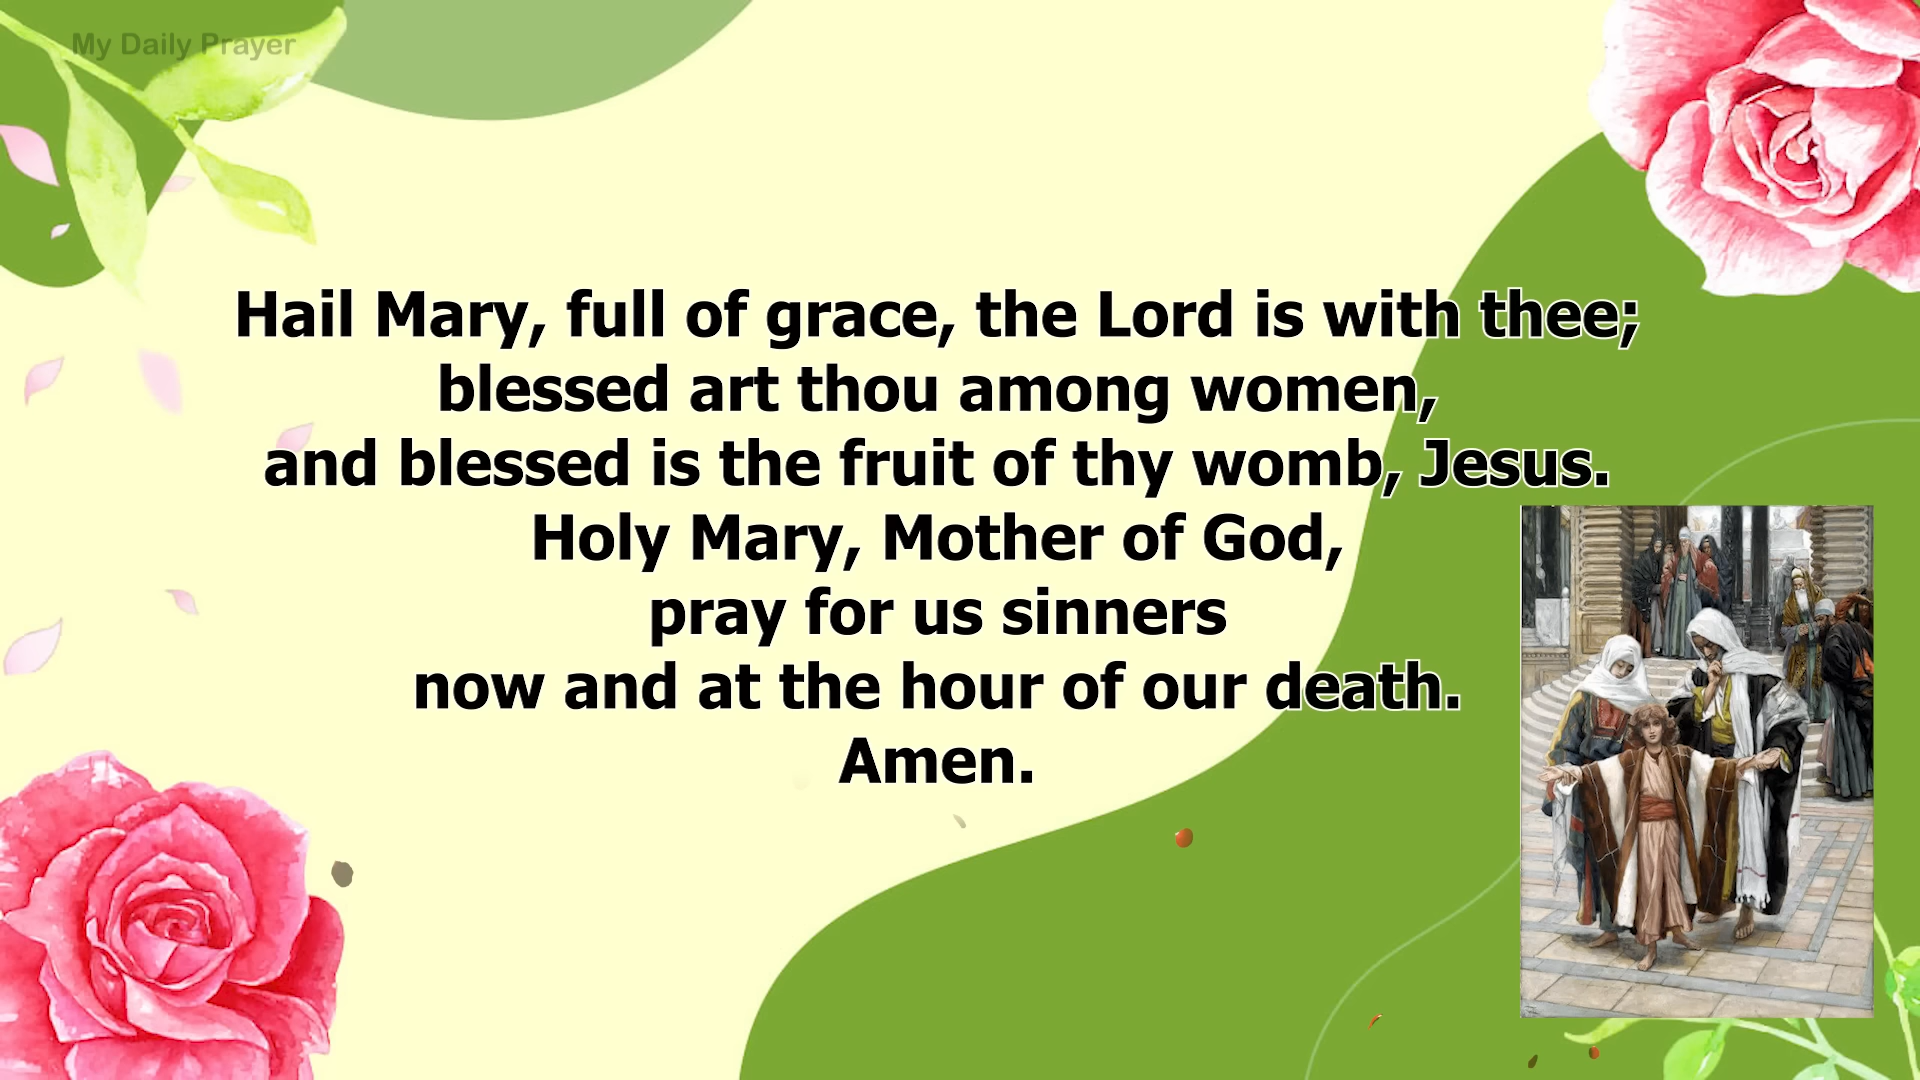 My Daily Prayer
Hail Mary, full of grace, the Lord is with thee;
blessed art thou among women,
and blessed is the fruit of thy womb, Jesus.
Holy Mary, Mother of God,
pray for us sinners
now and at the hour of our death.
Amen.